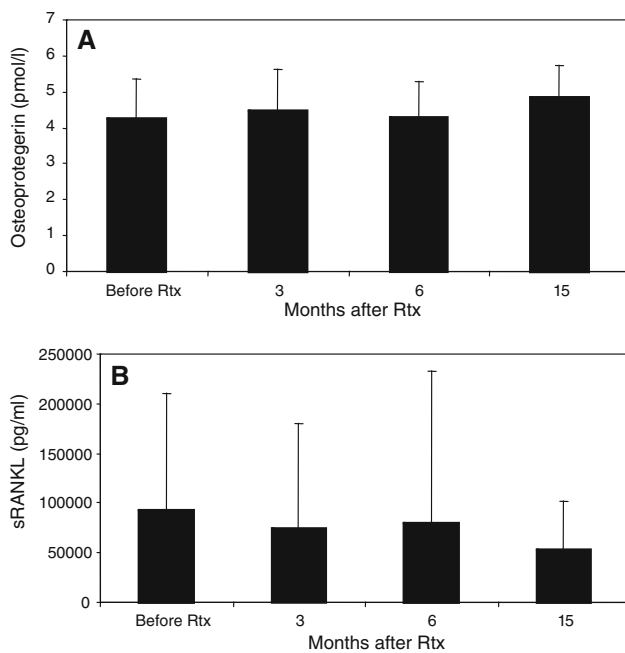 A
Osteoprotegerin (pmol/l)
7
6
5
4
3
2
1
0
Before Rtx 3 6 15
Months after Rtx
B
sRANKL (pg/ml)
250000
200000
150000
100000
50000
0
Before Rtx 3 6 15
Months after Rtx